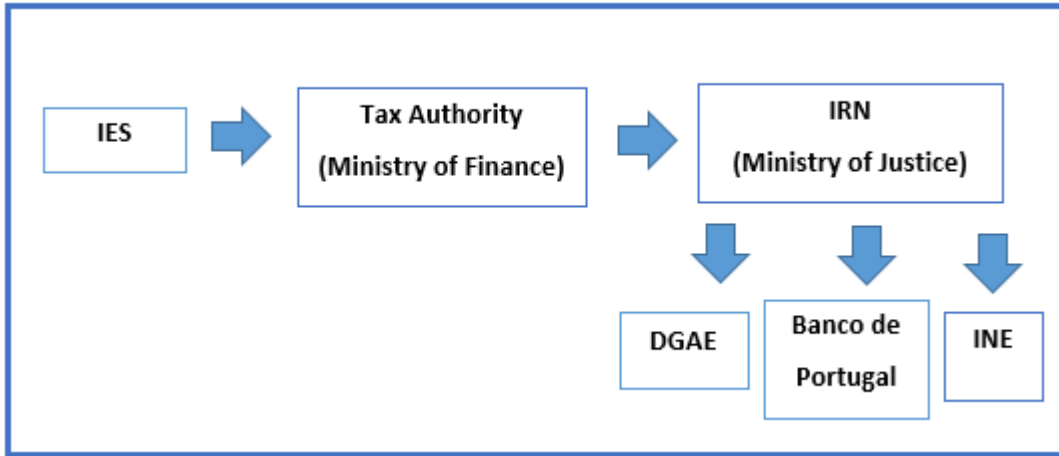 IES
Tax Authority
(Ministry of Finance)
IRN
(Ministry of Justice)
DGAE
Banco de
Portugal
INE